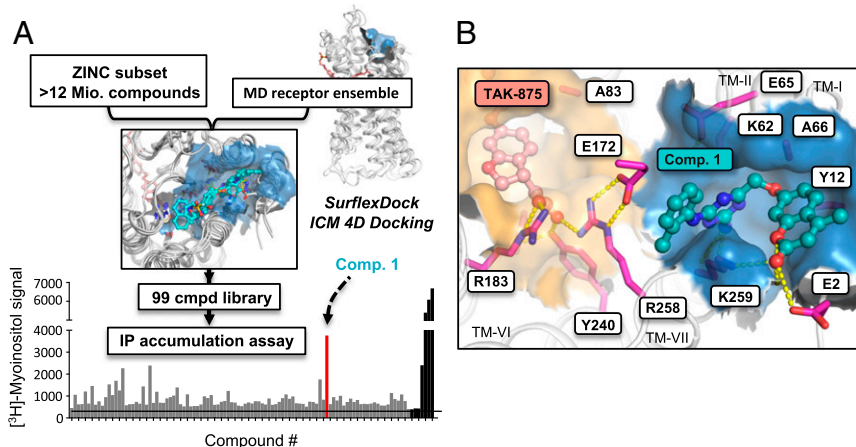 A
ZINC subset
>12 Mio. compounds
MD receptor ensemble
SurflexDock
ICM 4D Docking
Comp. 1
99 cmpd library
IP accumulation assay
[³H]-Myoinositol signal
7000
6000
4000
3000
2000
1000
0
Compound #
B
TAK-875
A83
TM-II
E65
TM-I
K62
A66
E172
Comp. 1
Y12
R183
K259
E2
R258
Y240
TM-VI
TM-VII